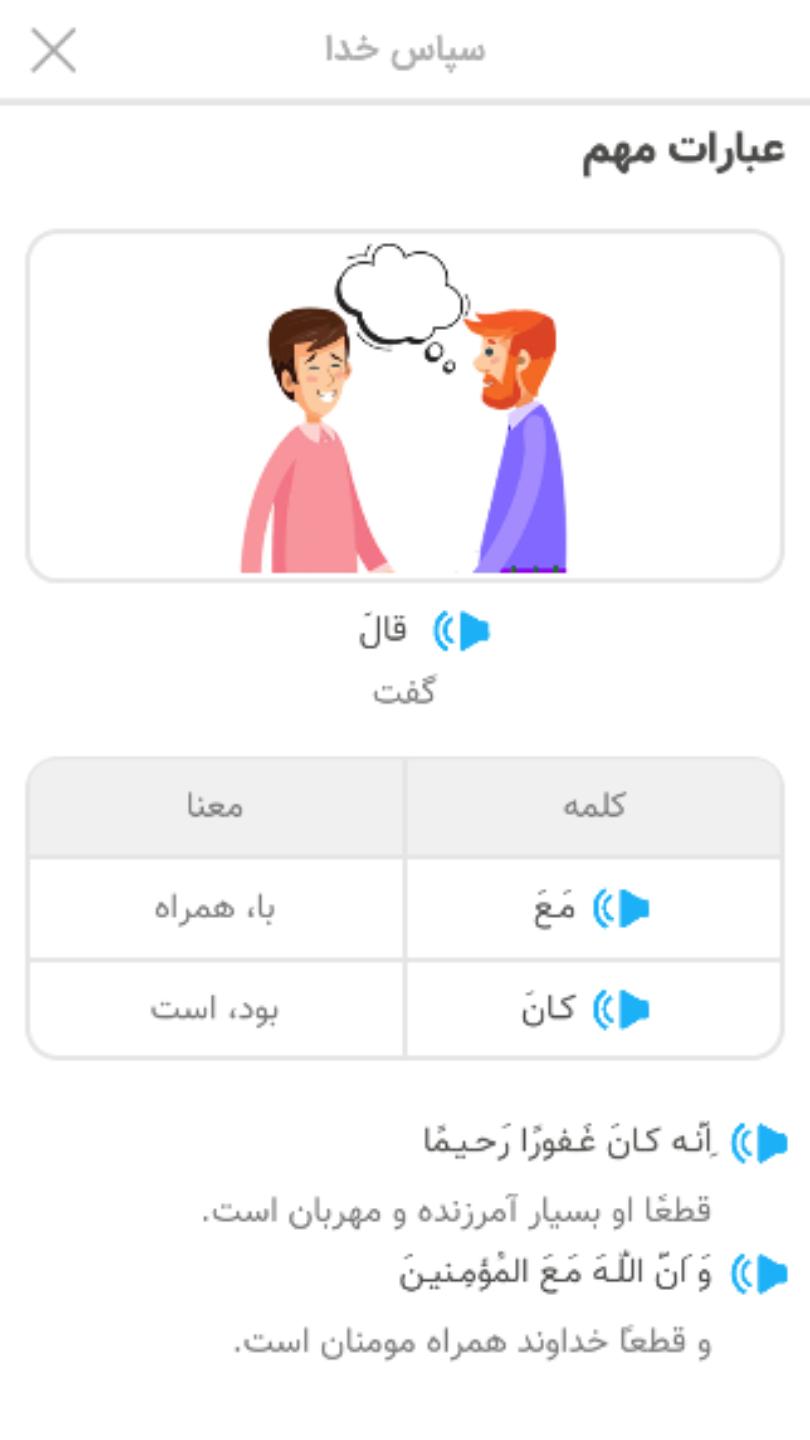 سپاس خدا
عبارات مهم
قالَ
گفت
کلمه معنا
مَعَ با، همراه
کانَ بود، است
اِنّه کانَ غَفورًا رَحیمًا
قطعًا او بسیار آمرزنده و مهربان است.
وَ اَنّ اللّٰهَ مَعَ المُؤمِنینَ
و قطعاً خداوند همراه مومنان است.